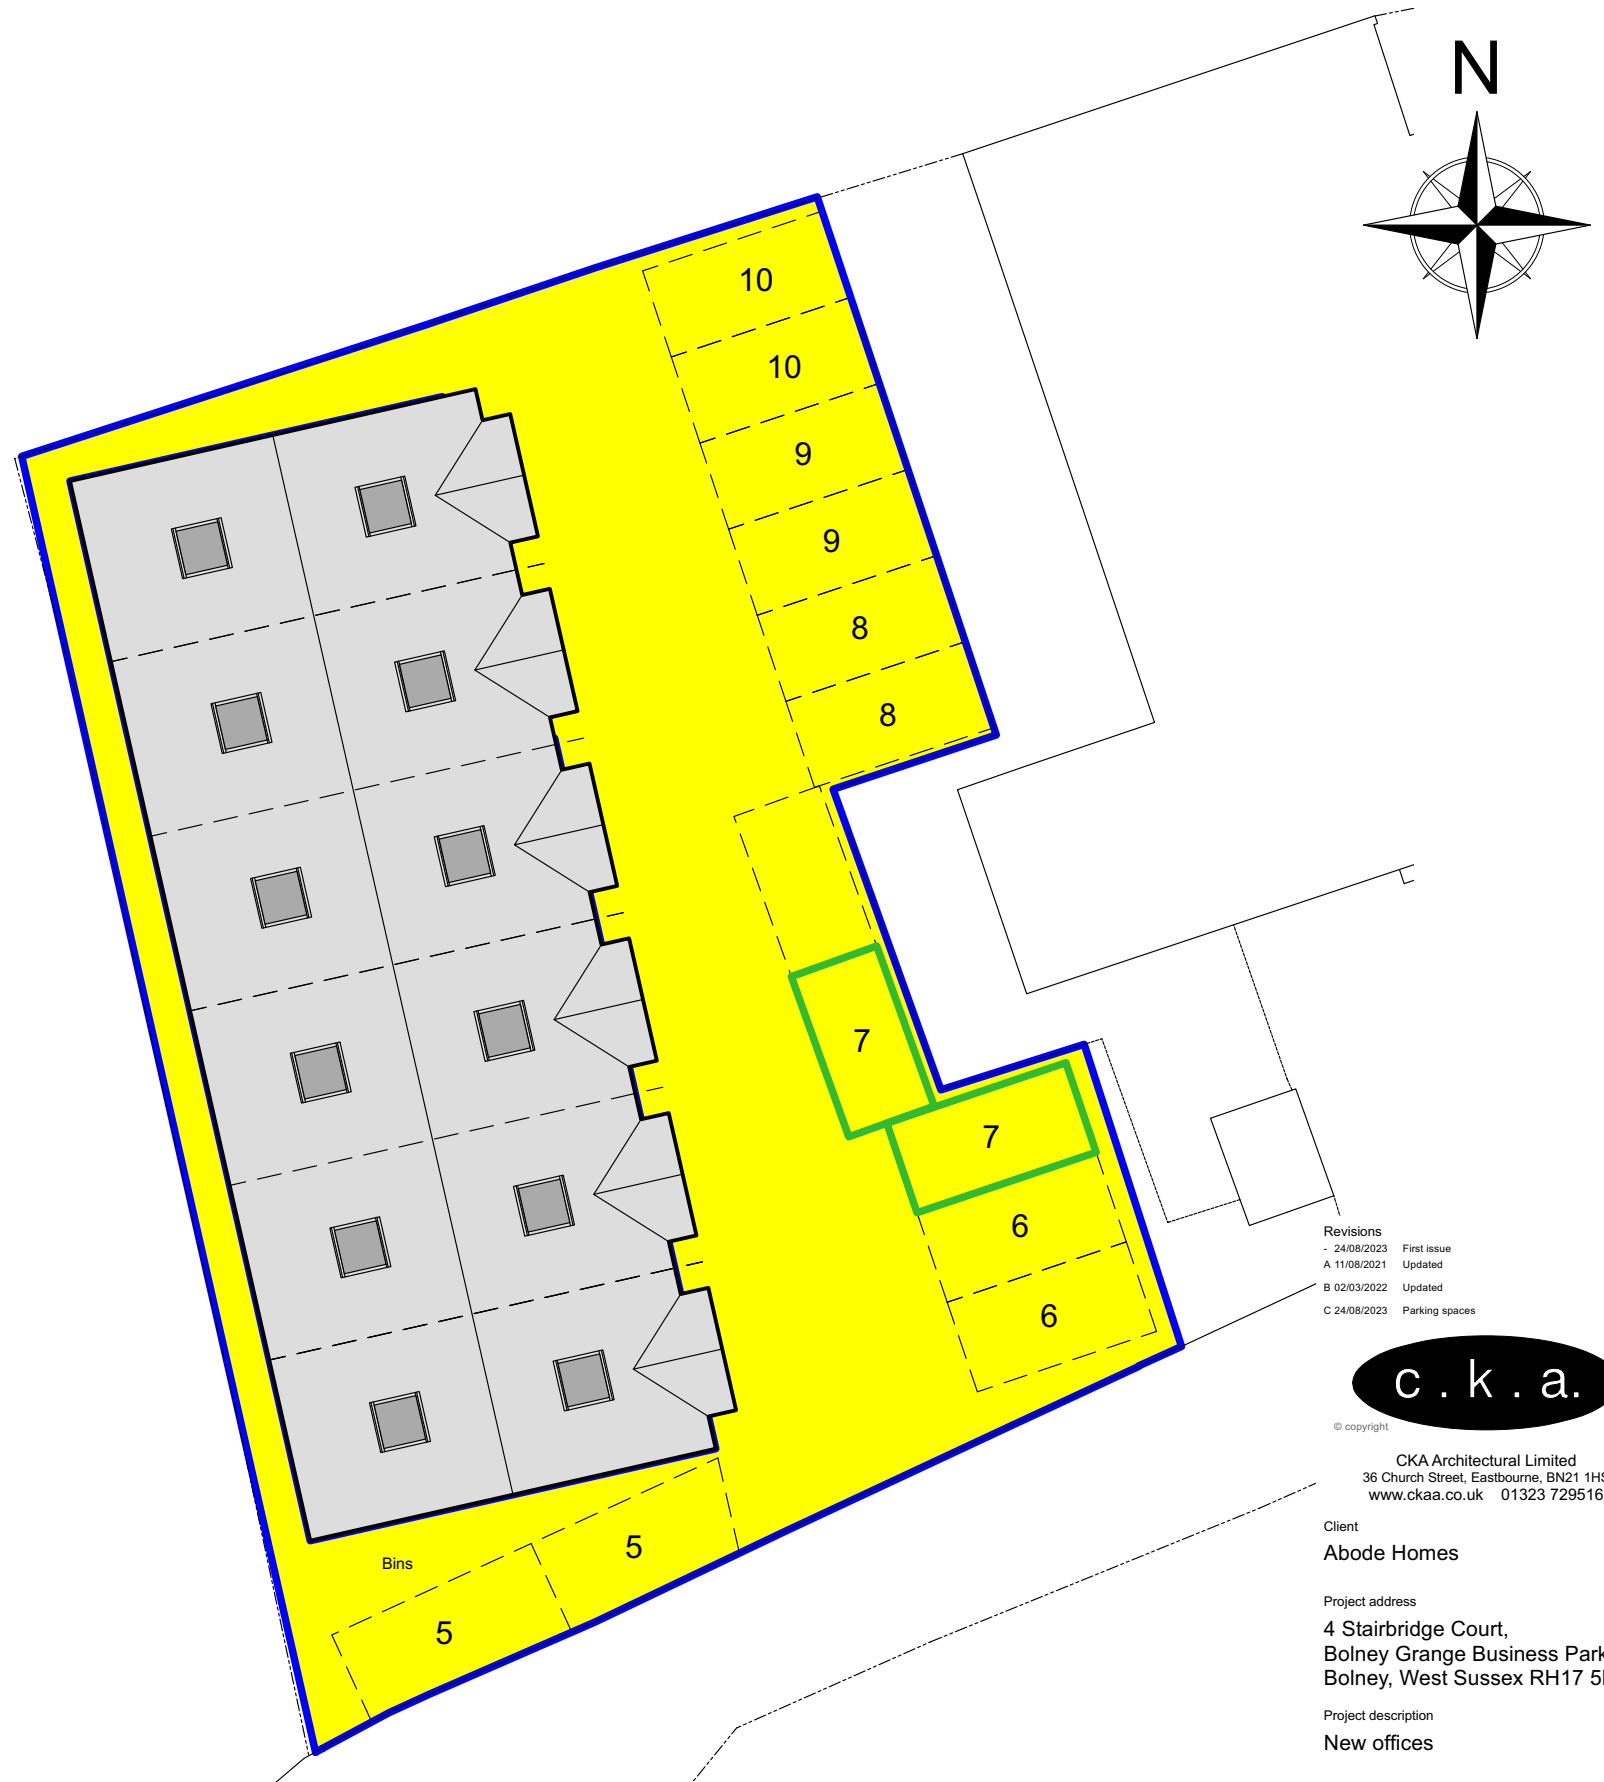 N
10
10
9
9
8
8
7
7
6
6
5
5
Bins
Revisions
- 24/08/2023 First issue
A 11/08/2021 Updated
B 02/03/2022 Updated
C 24/08/2023 Parking spaces
c . k . a.
© copyright
CKA Architectural Limited
36 Church Street, Eastbourne, BN21 1HS
www.ckaa.co.uk 01323 729516
Client
Abode Homes
Project address
4 Stairbridge Court,
Bolney Grange Business Park
Bolney, West Sussex RH17
Project description
New offices